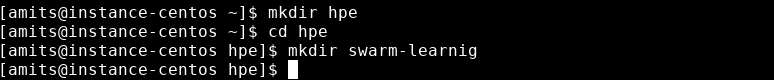 [amits@instance-centos ~]$ mkdir hpe
[amits@instance-centos ~]$ cd hpe
[amits@instance-centos hpe]$ mkdir swarm-learnig
[amits@instance-centos hpe]$